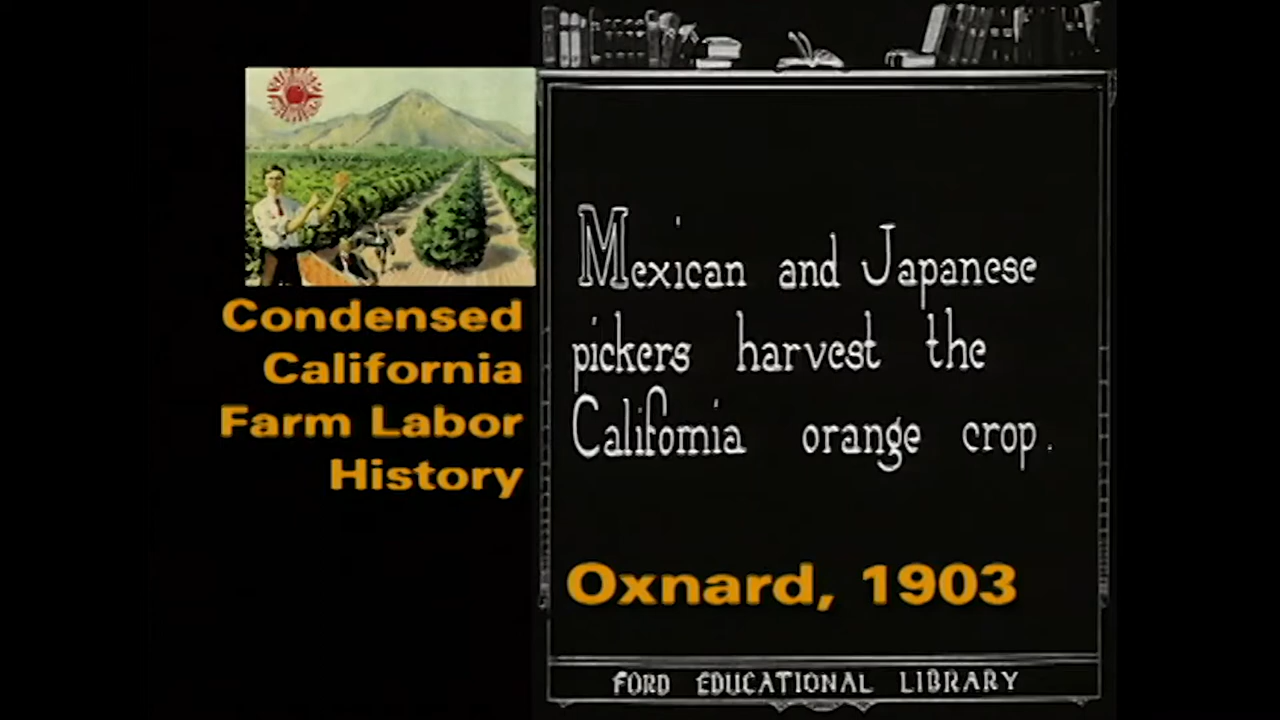 Condensed
California
Farm Labor
History
Mexican and Japanese
pickers harvest the
California orange crop.
Oxnard, 1903
FORD EDUCATIONAL LIBRARY